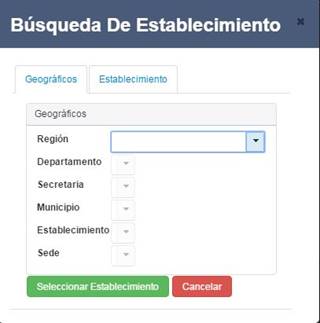 Búsqueda De Establecimiento
Geográficos Establecimiento
Geográficos
Región
Departamento
Secretaria
Municipio
Establecimiento
Sede
Seleccionar Establecimiento Cancelar